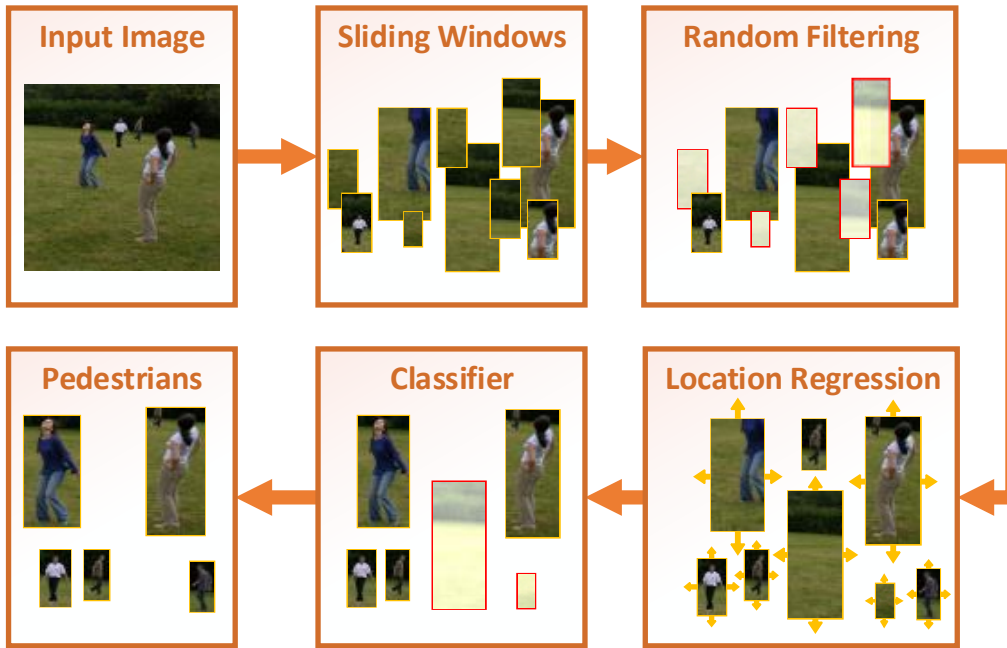 Input Image
Sliding Windows
Random Filtering
Pedestrians
Classifier
Location Regression